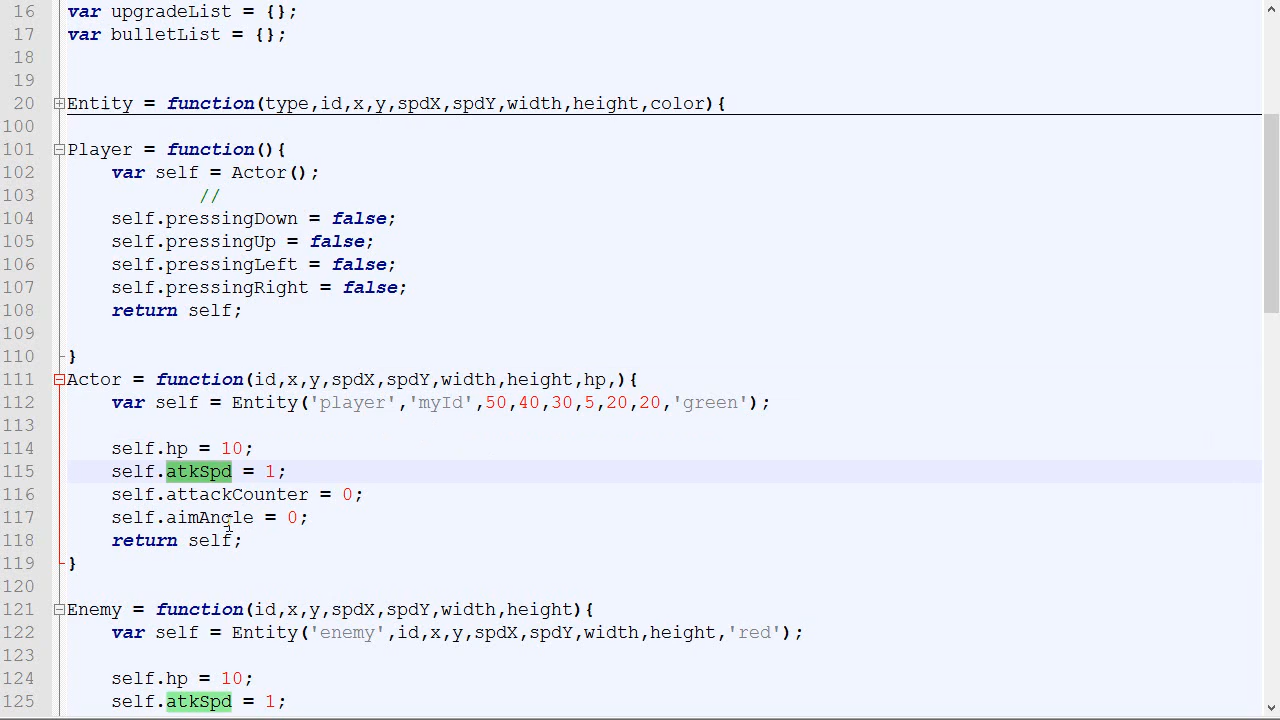 16 var upgradeList = {};
17 var bulletList = {};
18
19
20 Entity = function(type,id,x,y,spdX,spdY,width,height,color){
100
101 Player = function(){
102 var self = Actor();
103 //
104 self.pressingDown = false;
105 self.pressingUp = false;
106 self.pressingLeft = false;
107 self.pressingRight = false;
108 return self;
109
110 }
111 Actor = function(id,x,y,spdX,spdY,width,height,hp,){
112 var self = Entity('player','myId',50,40,30,5,20,20,'green');
113
114 self.hp = 10;
115 self.atkSpd = 1;
116 self.attackCounter = 0;
117 self.aimAngle = 0;
118 return self;
119 }
120
121 Enemy = function(id,x,y,spdX,spdY,width,height){
122 var self = Entity('enemy',id,x,y,spdX,spdY,width,height,'red');
123
124 self.hp = 10;
125 self.atkSpd = 1;